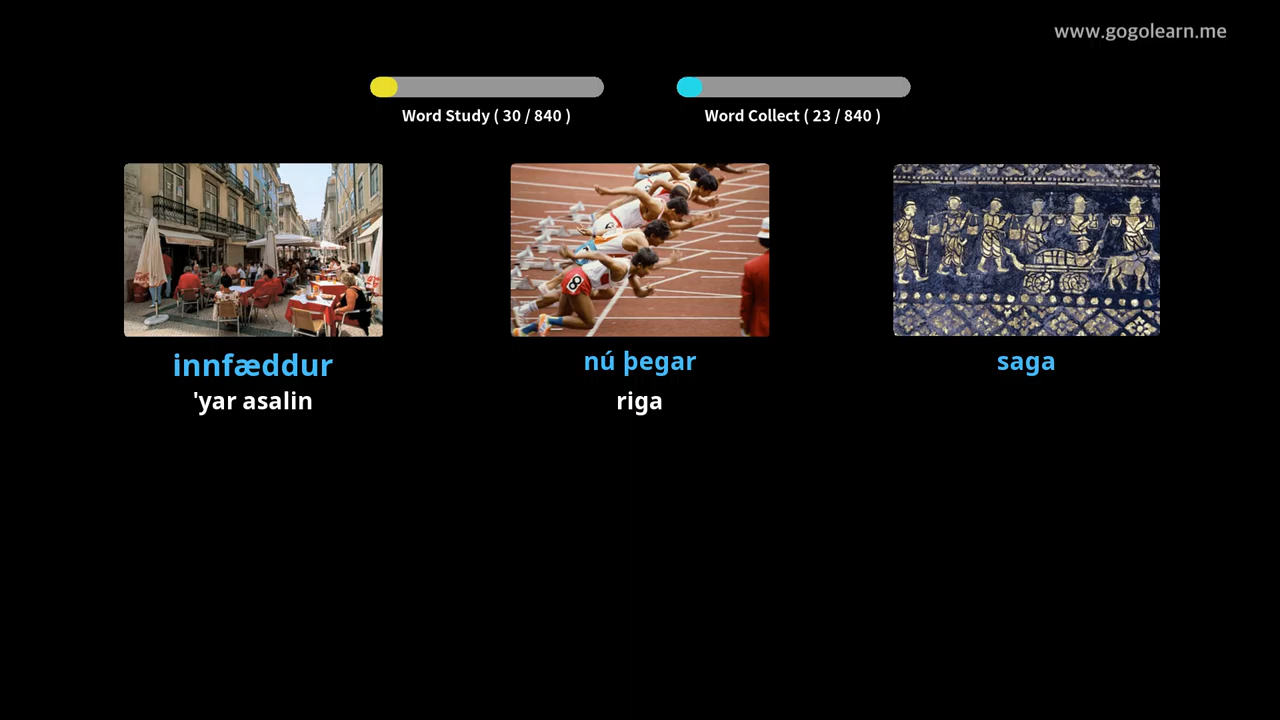 www.gogolearn.me
Word Study ( 30 / 840 )
Word Collect ( 23 / 840 )
innfæddur
'yar asalin
nú þegar
riga
saga